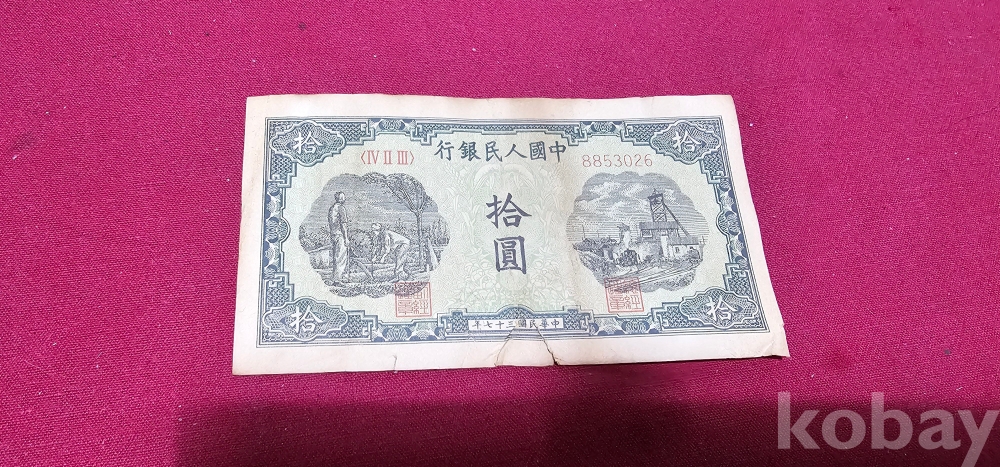 拾 拾
行銀民人國中
〈IV II III〉 8853026
拾圓
拾 拾
年七十三國民華中
kobay